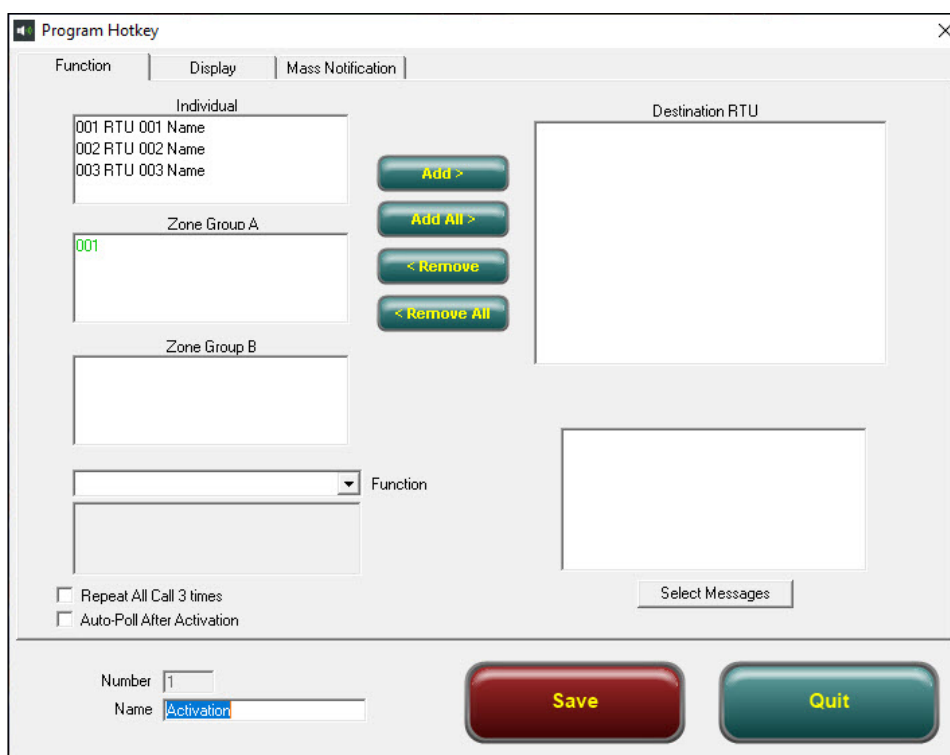 Program Hotkey
Function
Display
Mass Notification
Individual
001 RTU 001 Name
002 RTU 002 Name
003 RTU 003 Name
Zone Group A
001
Zone Group B
Function
Repeat All Call 3 times
Auto-Poll After Activation
Add >
Add All >
< Remove
< Remove All
Destination RTU
Select Messages
Number 1
Name Activation
Save
Quit